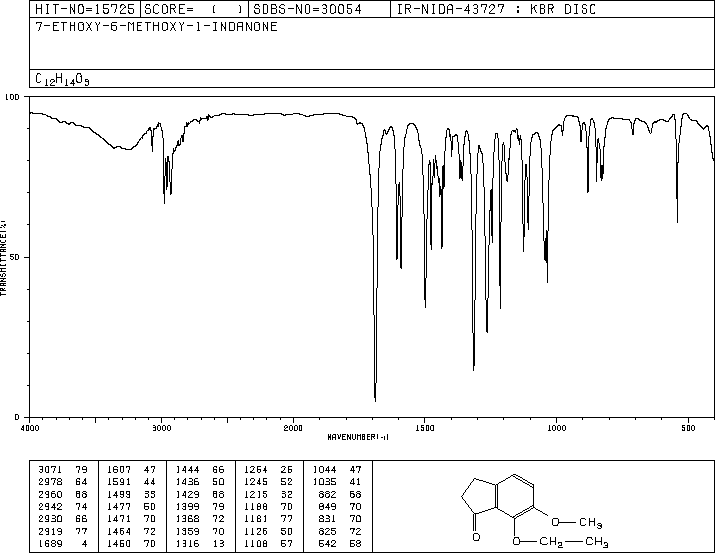 HIT-NO=15725 SCORE= ( ) SDBS-NO=30054 IR-NIDA-43727 : KBR DISC
7-ETHOXY-6-METHOXY-1-INDANONE
C12H14O3
100
50
0
TRANSMITTANCE(%)
4000 3000 2000 1500 1000 500
WAVENUMBER(-1)
3071 79 1607 47 1444 66 1264 26 1044 47
2978 64 1591 44 1436 50 1245 52 1035 41
2960 68 1499 33 1429 68 1215 32 882 68
2942 74 1477 50 1399 79 1188 70 849 70
2930 66 1471 70 1368 72 1181 77 831 70
2919 77 1464 72 1359 70 1126 50 825 72
1689 4 1460 70 1316 13 1108 57 542 58
O O CH3
O CH2 CH3